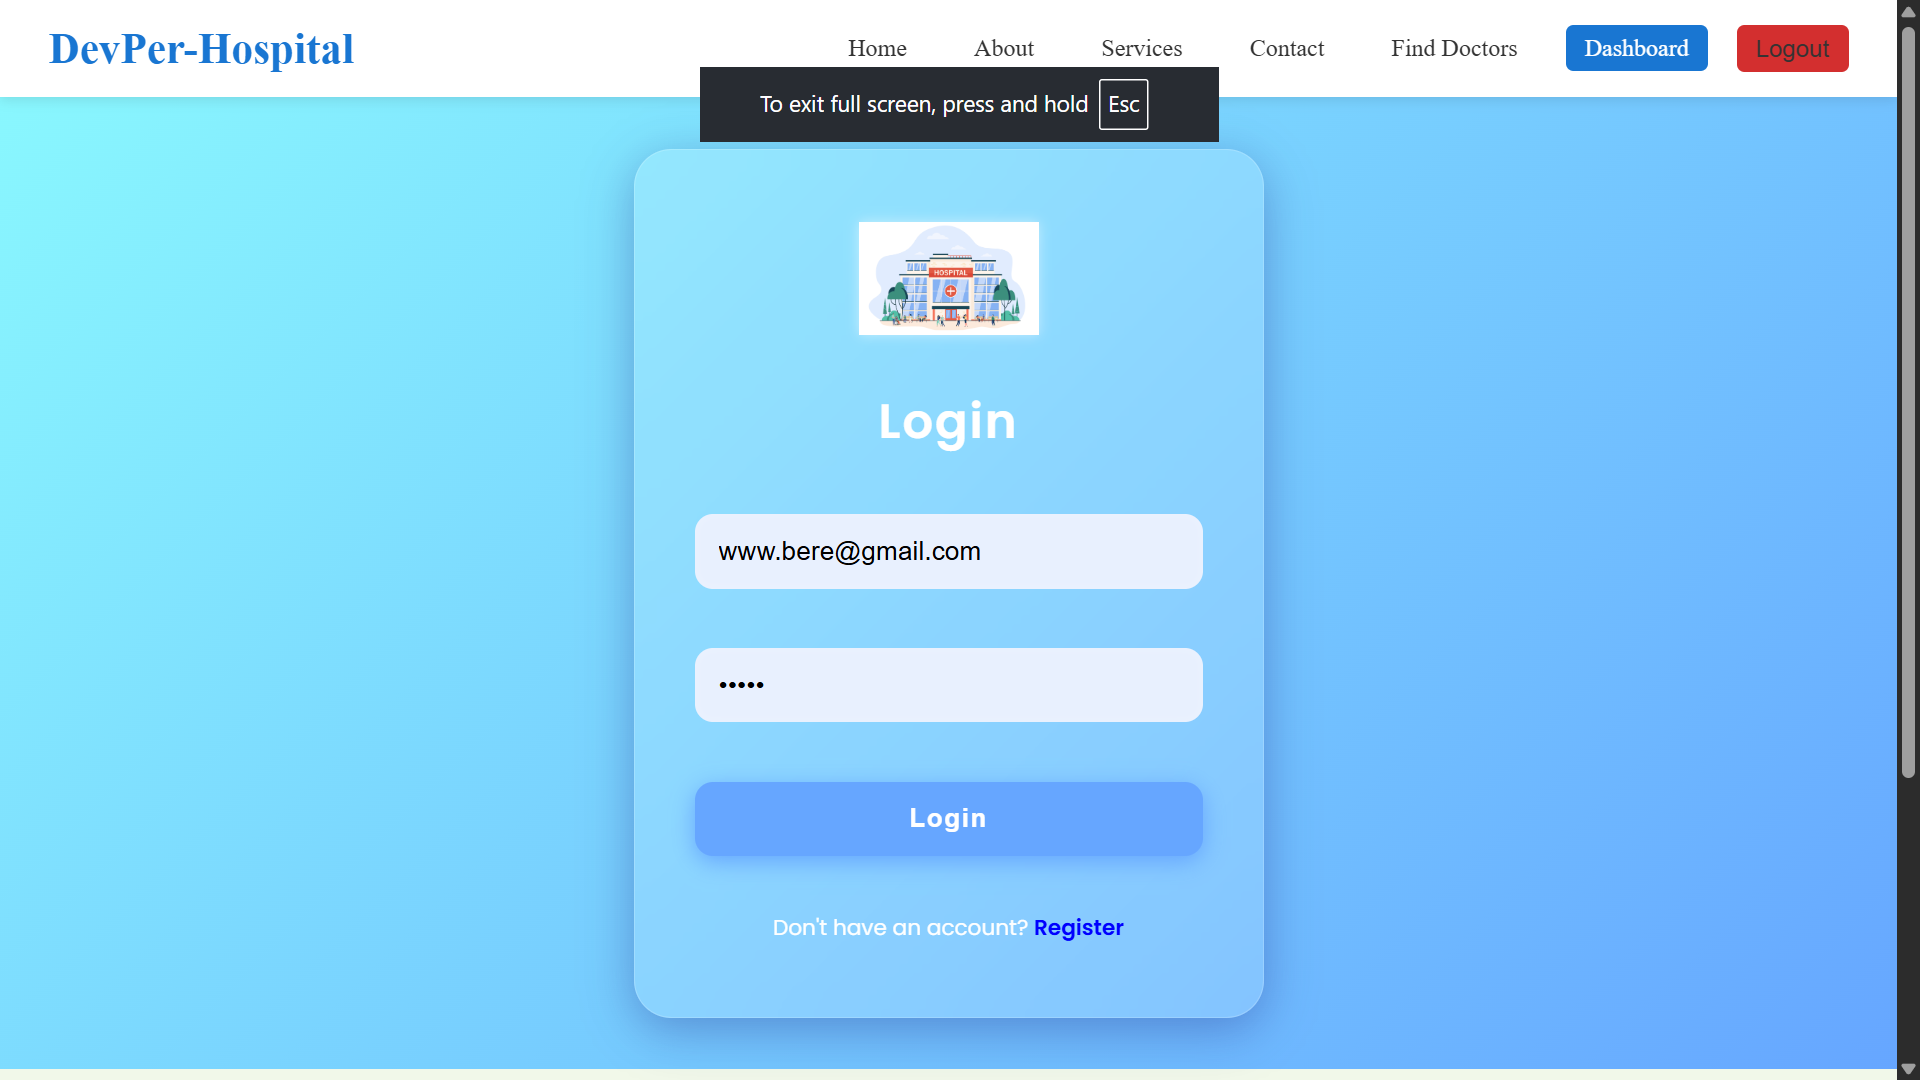 DevPer-Hospital
Home About Services Contact Find Doctors Dashboard Logout
To exit full screen, press and hold Esc
HOSPITAL
Login
www.bere@gmail.com
•••••
Login
Don't have an account? Register